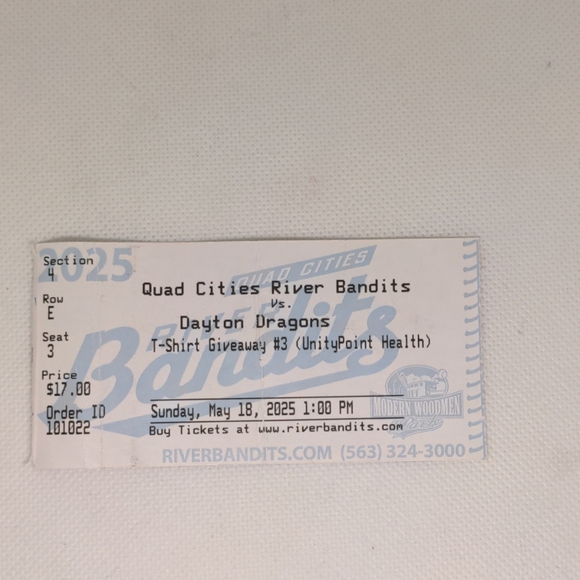 2025
Section
4
Row
E
Seat
3
Price
$17.00
Order ID
101022
QUAD CITIES
RIVER
Bandits
Quad Cities River Bandits
Vs.
Dayton Dragons
T-Shirt Giveaway #3 (UnityPoint Health)
Sunday, May 18, 2025 1:00 PM
Buy Tickets at www.riverbandits.com
MODERN WOODMEN
Park
RIVERBANDITS.COM (563) 324-3000